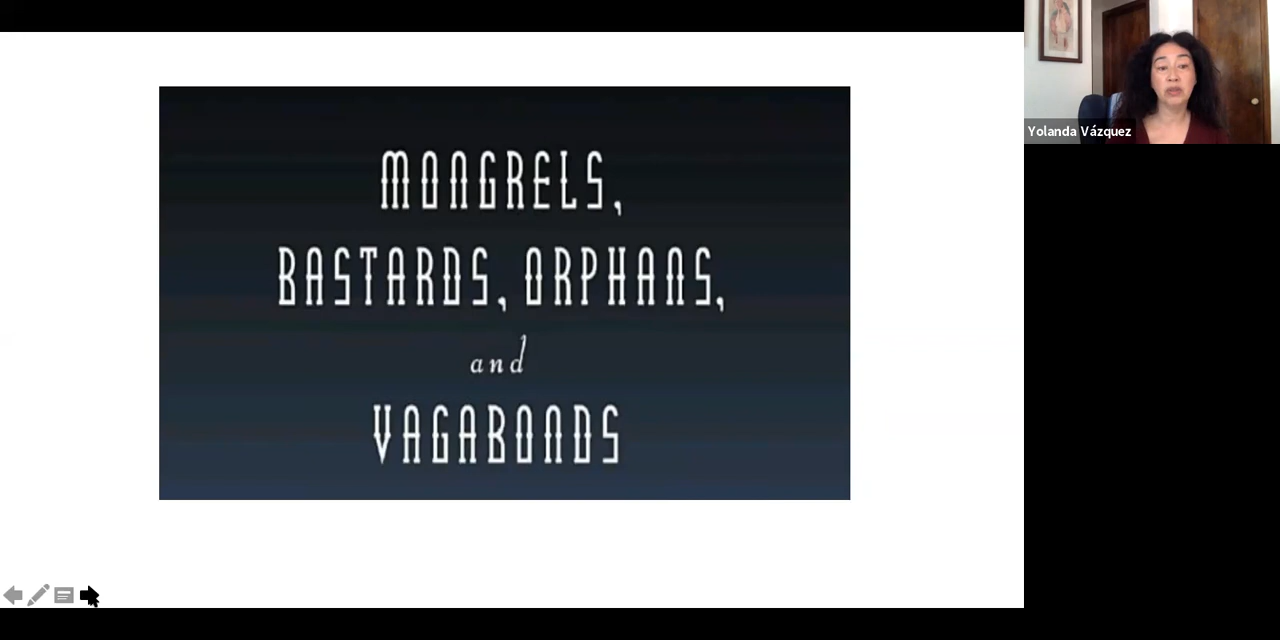 MONGRELS,
BASTARDS, ORPHANS,
and
VAGABONDS
Yolanda Vázquez